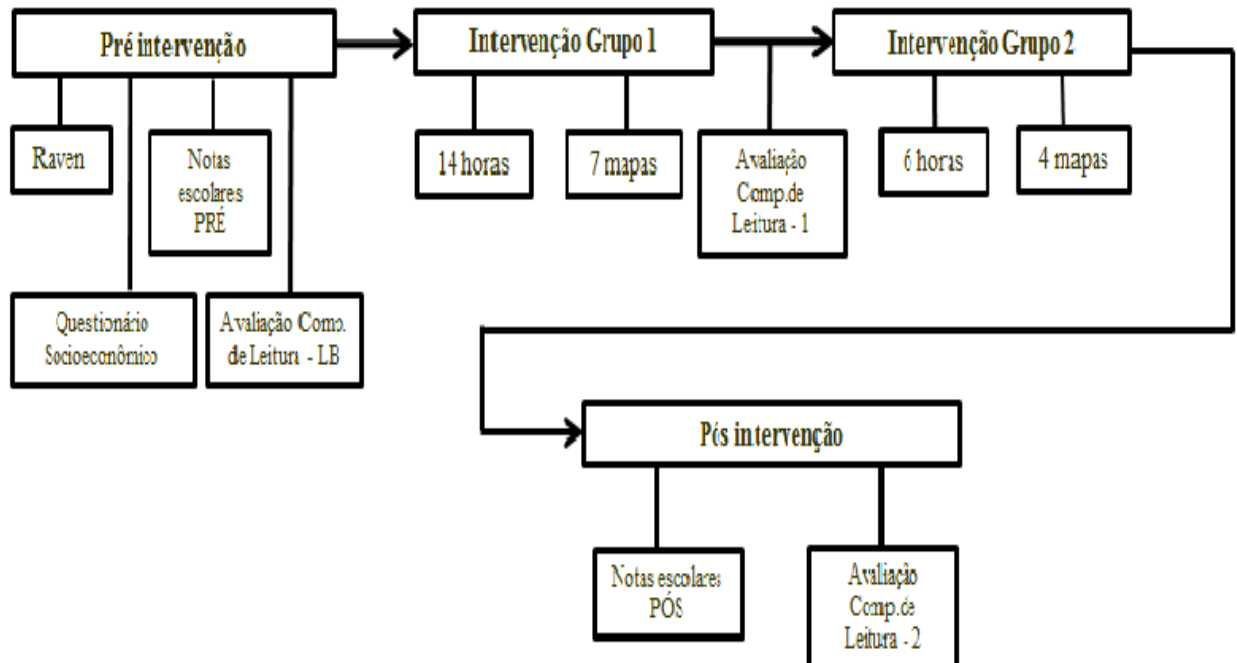 Pré intervenção
Intervenção Grupo 1
Intervenção Grupo 2
Raven
Notas
escolares
PRÉ
14 horas
7 mapas
Avaliação
Comp.de
Leitura - 1
6 horas
4 mapas
Questionário
Socioeconômico
Avaliação Comp.
de Leitura - LB
Pós intervenção
Notas escolares
PÓS
Avaliação
Comp.de
Leitura - 2